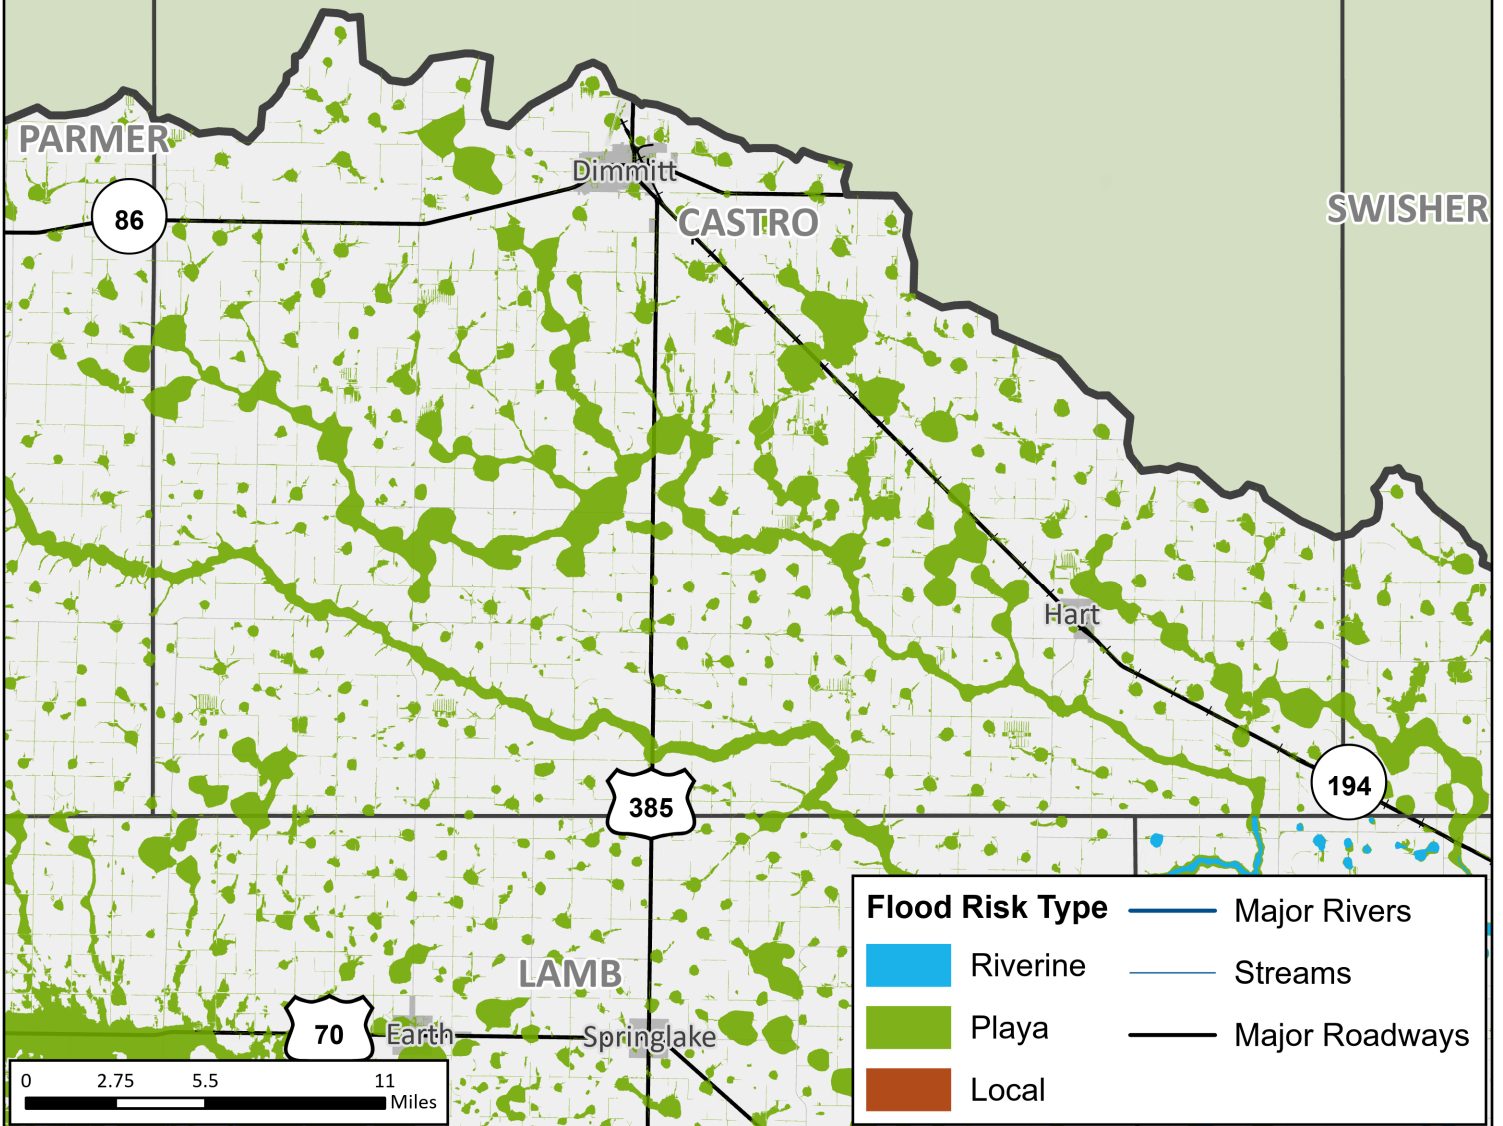 PARMER
86
Dimmitt
CASTRO
SWISHER
Hart
194
385
LAMB
70
Earth
Springlake
0 2.75 5.5 11
Miles
Flood Risk Type
Riverine
Playa
Local
Major Rivers
Streams
Major Roadways